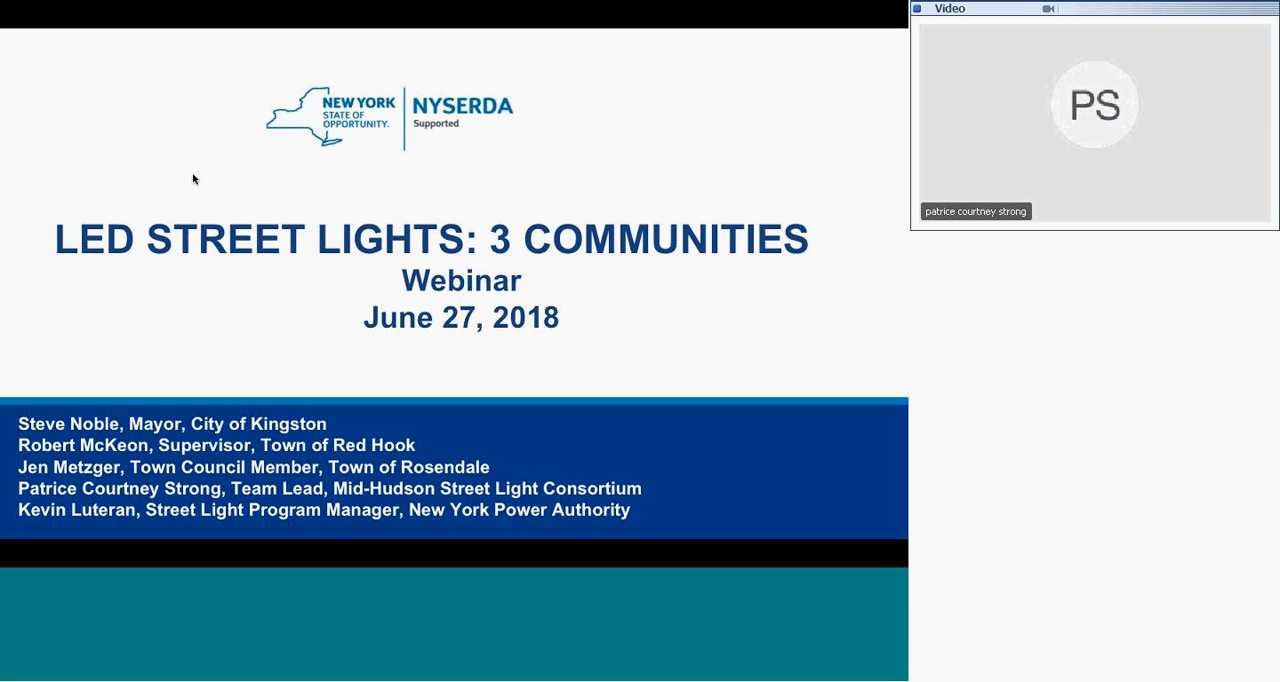 NEW YORK
STATE OF
OPPORTUNITY.
NYSERDA
Supported
LED STREET LIGHTS: 3 COMMUNITIES
Webinar
June 27, 2018
Steve Noble, Mayor, City of Kingston
Robert McKeon, Supervisor, Town of Red Hook
Jen Metzger, Town Council Member, Town of Rosendale
Patrice Courtney Strong, Team Lead, Mid-Hudson Street Light Consortium
Kevin Luteran, Street Light Program Manager, New York Power Authority
Video
PS
patrice courtney strong